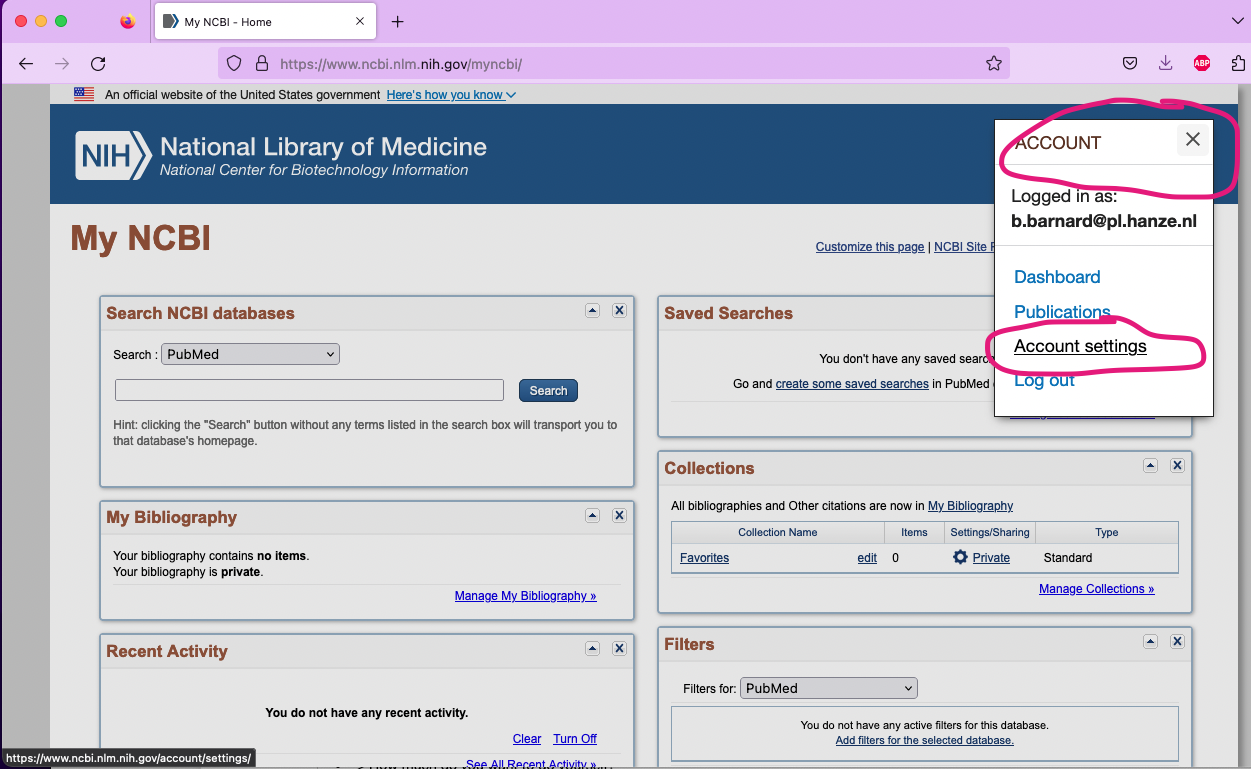 My NCBI - Home
https://www.ncbi.nlm.nih.gov/myncbi/
ABP
An official website of the United States government Here's how you know
NIH National Library of Medicine
National Center for Biotechnology Information
ACCOUNT
Logged in as:
b.barnard@pl.hanze.nl
Dashboard
Publications
Account settings
Log out
My NCBI
Customize this page | NCBI Site
Search NCBI databases
Search : PubMed
Search
Hint: clicking the "Search" button without any terms listed in the search box will transport you to
that database's homepage.
My Bibliography
Your bibliography contains no items.
Your bibliography is private.
Manage My Bibliography »
Recent Activity
You do not have any recent activity.
Clear Turn Off
See All Recent Activity »
Saved Searches
You don't have any saved
Go and create some saved searches in PubMed
Collections
All bibliographies and Other citations are now in My Bibliography
Collection Name Items Settings/Sharing Type
Favorites edit 0 Private Standard
Manage Collections »
Filters
Filters for: PubMed
You do not have any active filters for this database.
Add filters for the selected database.
https://www.ncbi.nlm.nih.gov/account/settings/